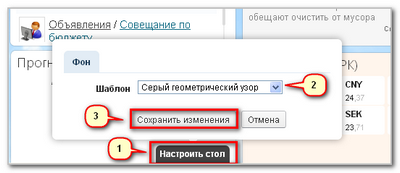 обещают очистить от мусора
Объявления / Совещание по
бюджету
Фон
Шаблон
Серый геометрический узор
2
CNY
24,37
3
Сохранить изменения
Отмена
SEK
23,71
1
Настроить стол